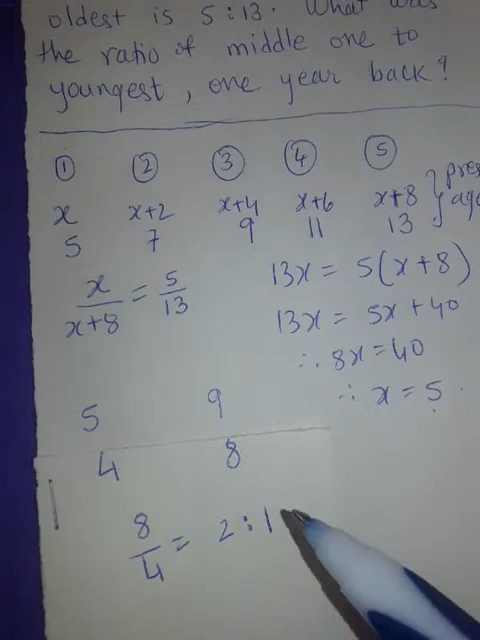 oldest is 5:13. What was
the ratio of middle one to
youngest, one year back?
1 2 3 4 5
x x+2 x+4 x+6 x+8
5 7 9 11 13
x/x+8 = 5/13
13x = 5(x+8)
13x = 5x+40
∴ 8x=40
∴ x=5.
5 9
4 8
8/4 = 2:1